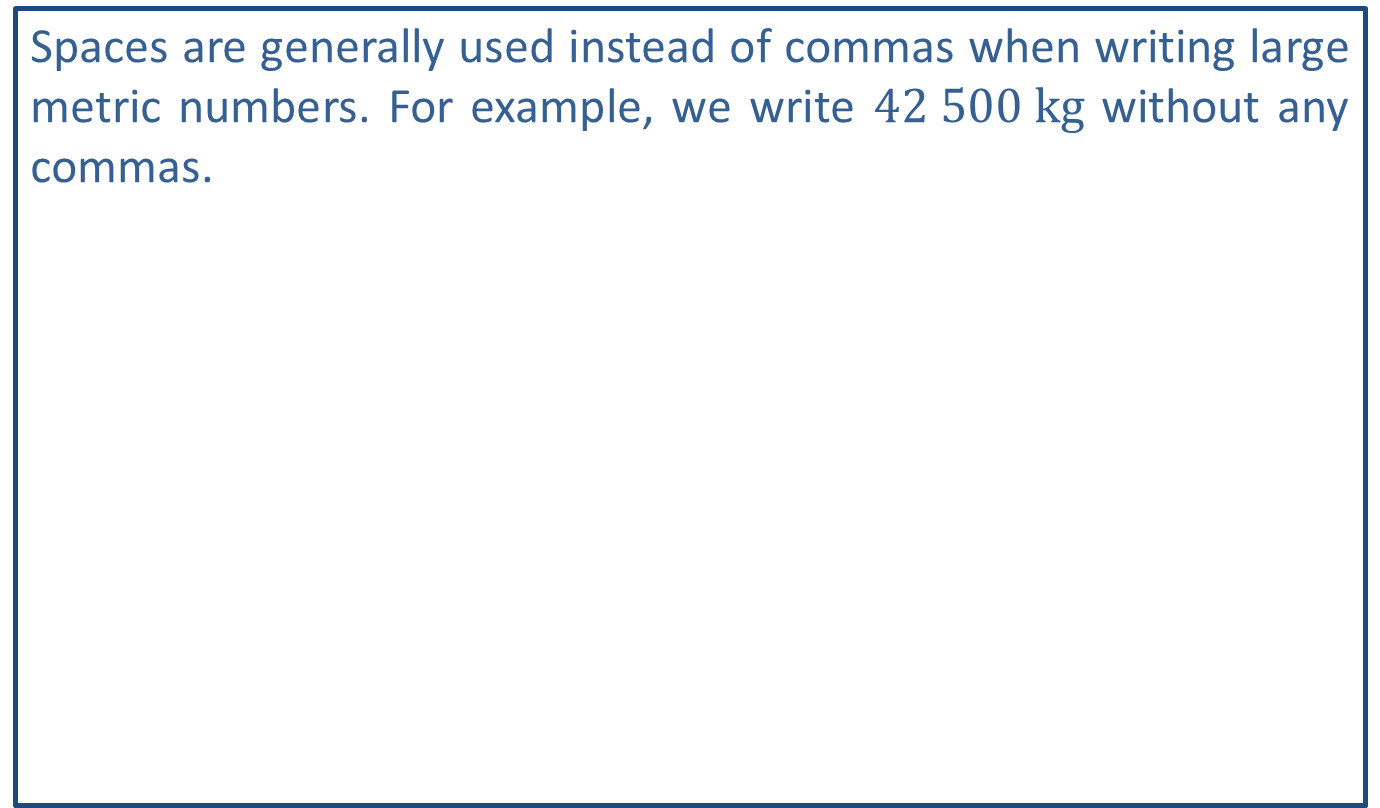 Spaces are generally used instead of commas when writing large
metric numbers. For example, we write 42 500 kg without any
commas.